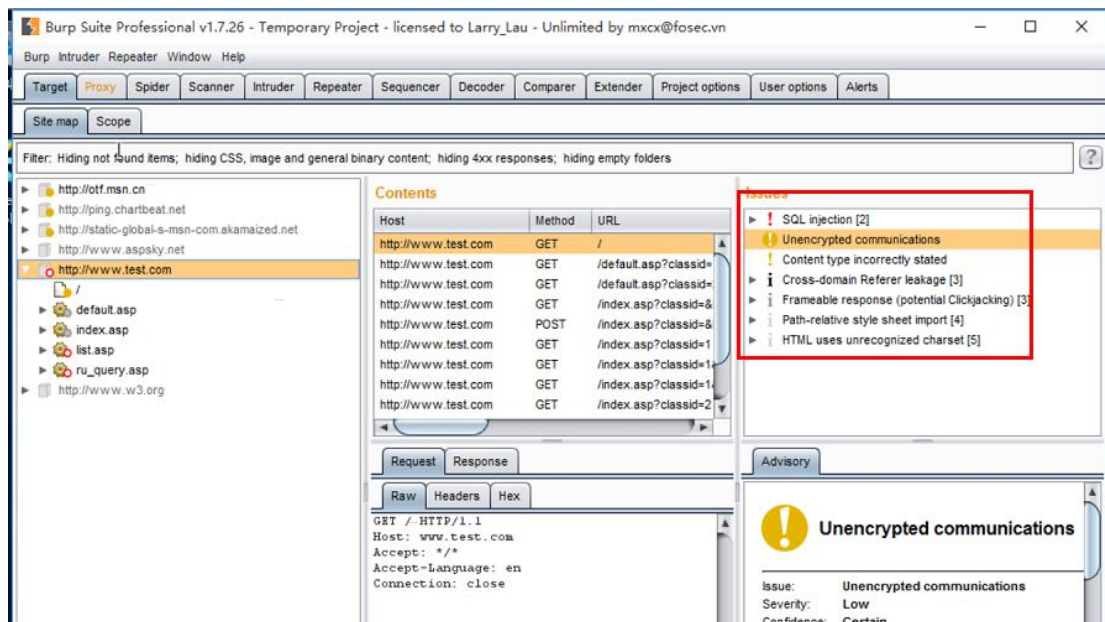 Burp Suite Professional v1.7.26 - Temporary Project - licensed to Larry_Lau - Unlimited by mxcx@fosec.vn
Burp Intruder Repeater Window Help
Target Proxy Spider Scanner Intruder Repeater Sequencer Decoder Comparer Extender Project options User options Alerts
Site map Scope
Filter: Hiding not found items; hiding CSS, image and general binary content; hiding 4xx responses; hiding empty folders
?
http://otf.msn.cn
http://ping.chartbeat.net
http://static-global-s-msn-com.akamaized.net
http://www.aspsky.net
http://www.test.com
/
default.asp
index.asp
list.asp
ru_query.asp
http://www.w3.org
Contents
Host Method URL
http://www.test.com GET /
http://www.test.com GET /default.asp?classid=
http://www.test.com GET /default.asp?classid=
http://www.test.com GET /index.asp?classid=&
http://www.test.com POST /index.asp?classid=&
http://www.test.com GET /index.asp?classid=1
http://www.test.com GET /index.asp?classid=1&
http://www.test.com GET /index.asp?classid=1&
http://www.test.com GET /index.asp?classid=2
Request Response
Raw Headers Hex
GET / HTTP/1.1
Host: www.test.com
Accept: */*
Accept-Language: en
Connection: close
Issues
SQL injection [2]
Unencrypted communications
Content type incorrectly stated
Cross-domain Referer leakage [3]
Frameable response (potential Clickjacking) [3]
Path-relative style sheet import [4]
HTML uses unrecognized charset [5]
Advisory
Unencrypted communications
Issue: Unencrypted communications
Severity: Low
Confidence: Certain